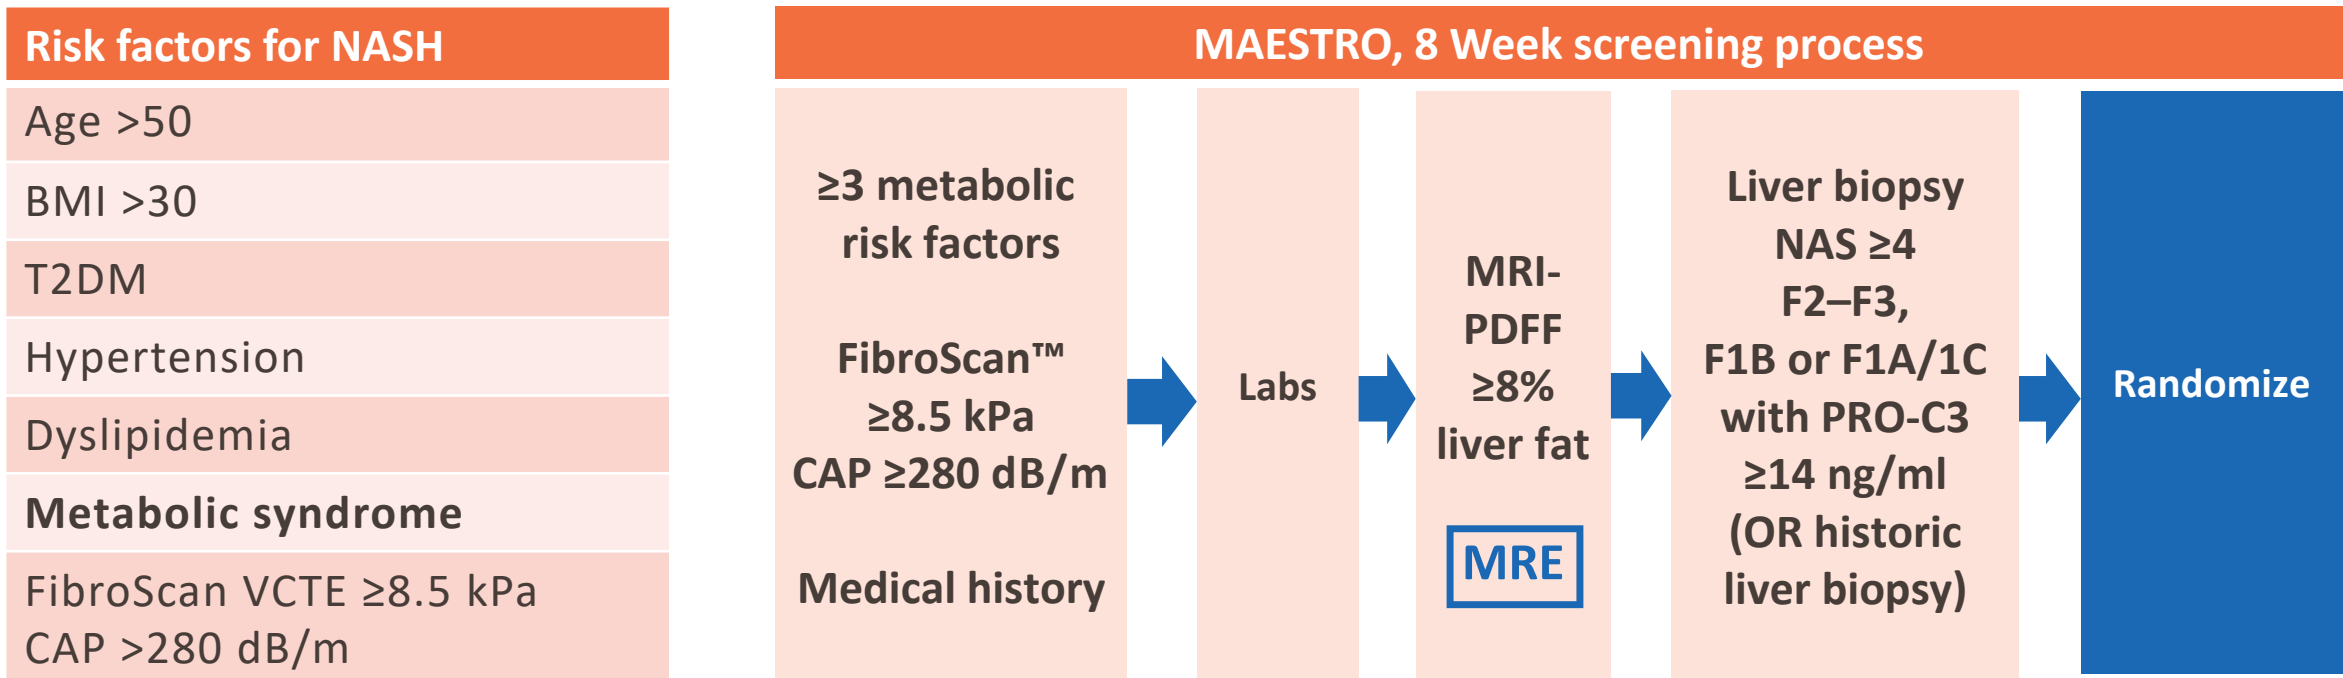 Risk factors for NASH
Age >50
BMI >30
T2DM
Hypertension
Dyslipidemia
Metabolic syndrome
FibroScan VCTE ≥8.5 kPa
CAP >280 dB/m
MAESTRO, 8 Week screening process
≥3 metabolic
risk factors
FibroScan™
≥8.5 kPa
CAP ≥280 dB/m
Medical history
Labs
MRI-
PDFF
≥8%
liver fat
MRE
Liver biopsy
NAS ≥4
F2–F3,
F1B or F1A/1C
with PRO-C3
≥14 ng/ml
(OR historic
liver biopsy)
Randomize